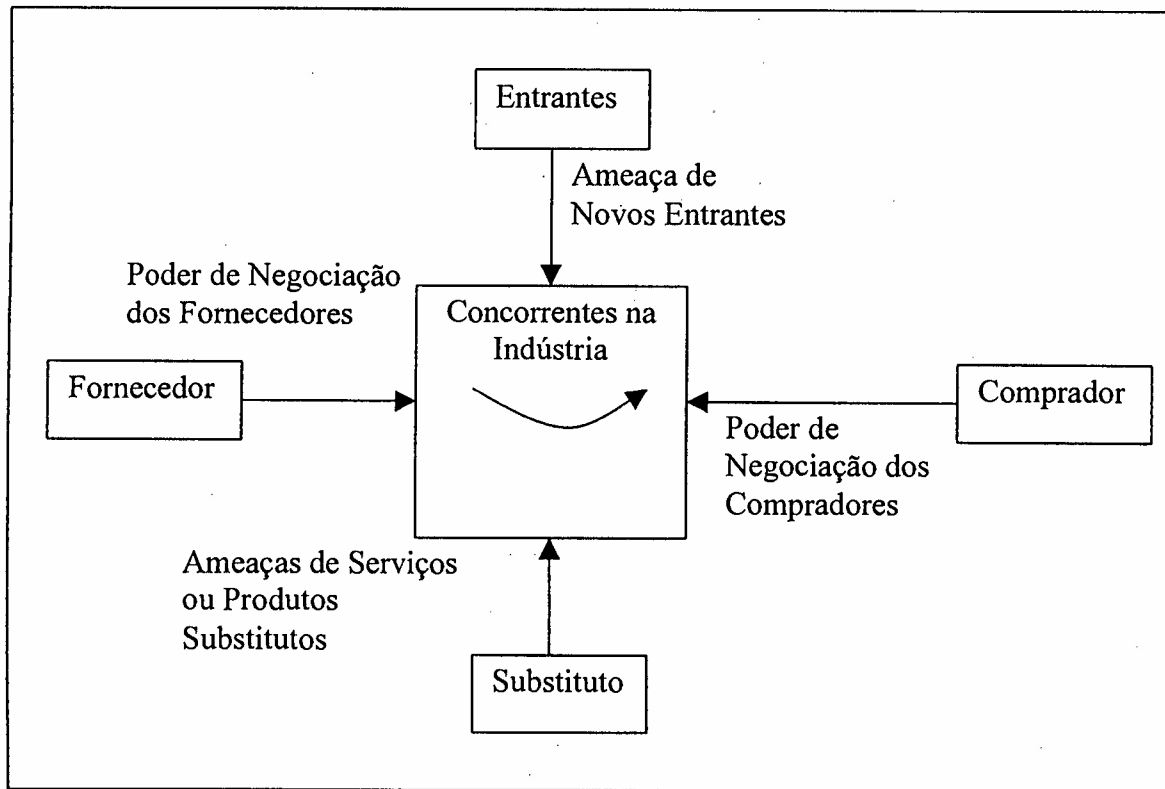 Entrantes
Ameaça de
Novos Entrantes
Poder de Negociação
dos Fornecedores
Concorrentes na
Indústria
Fornecedor
Comprador
Poder de
Negociação dos
Compradores
Ameaças de Serviços
ou Produtos
Substitutos
Substituto